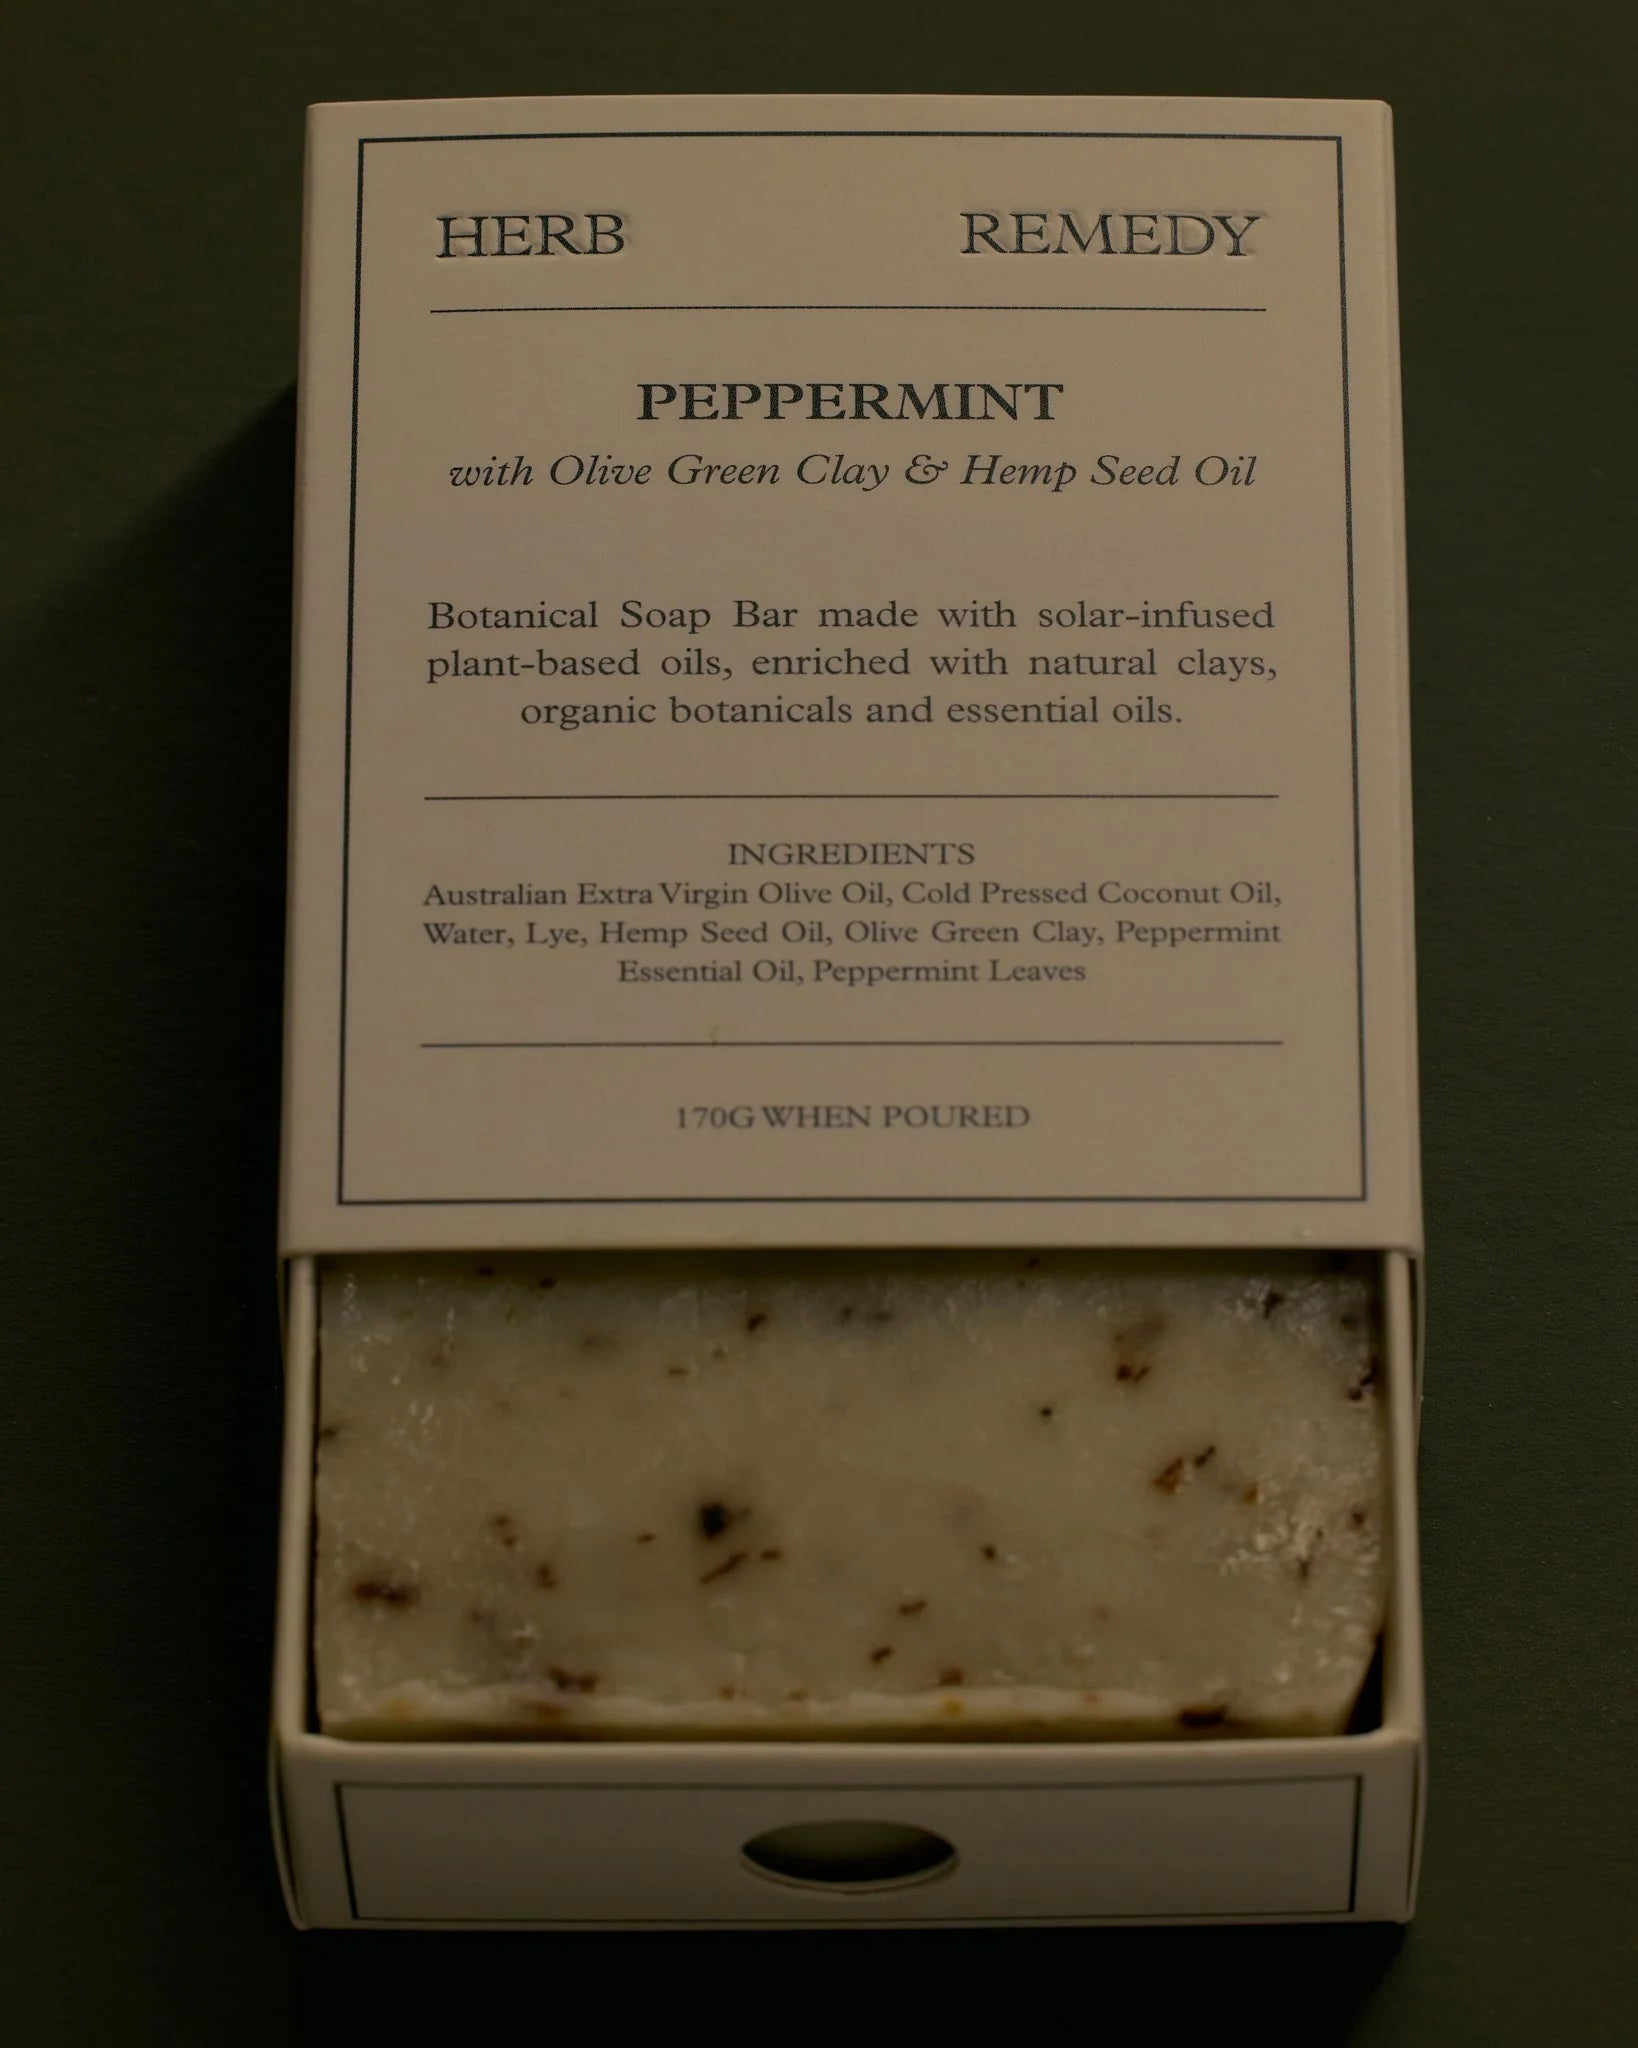 HERB REMEDY
PEPPERMINT
with Olive Green Clay & Hemp Seed Oil
Botanical Soap Bar made with solar-infused
plant-based oils, enriched with natural clays,
organic botanicals and essential oils.
INGREDIENTS
Australian Extra Virgin Olive Oil, Cold Pressed Coconut Oil,
Water, Lye, Hemp Seed Oil, Olive Green Clay, Peppermint
Essential Oil, Peppermint Leaves
170G WHEN POURED